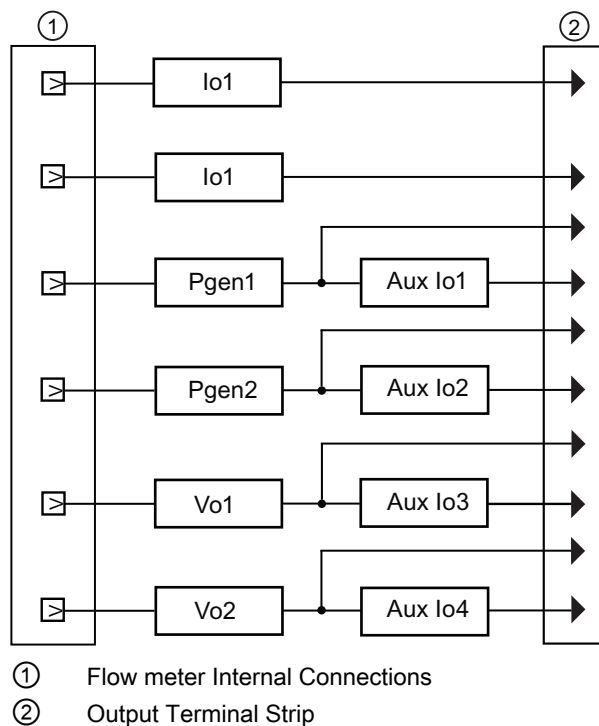 ① ②
Io1
Io1
Pgen1 Aux Io1
Pgen2 Aux Io2
Vo1 Aux Io3
Vo2 Aux Io4
① Flow meter Internal Connections
② Output Terminal Strip